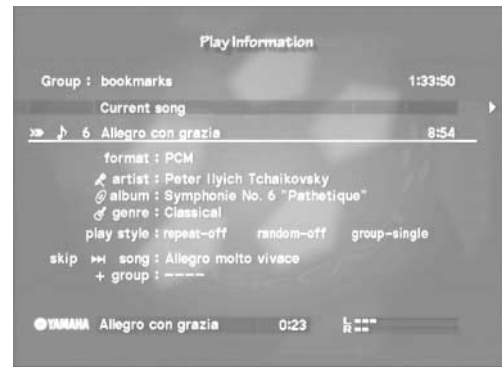 Play Information
Group : bookmarks 1:33:50
Current song
6 Allegro con grazia 8:54
format : PCM
artist : Peter Ilyich Tchaikovsky
album : Symphonie No. 6 "Pathetique"
genre : Classical
play style : repeat-off random-off group-single
skip song : Allegro molto vivace
+ group : ----
YAMAHA Allegro con grazia 0:23 L
R